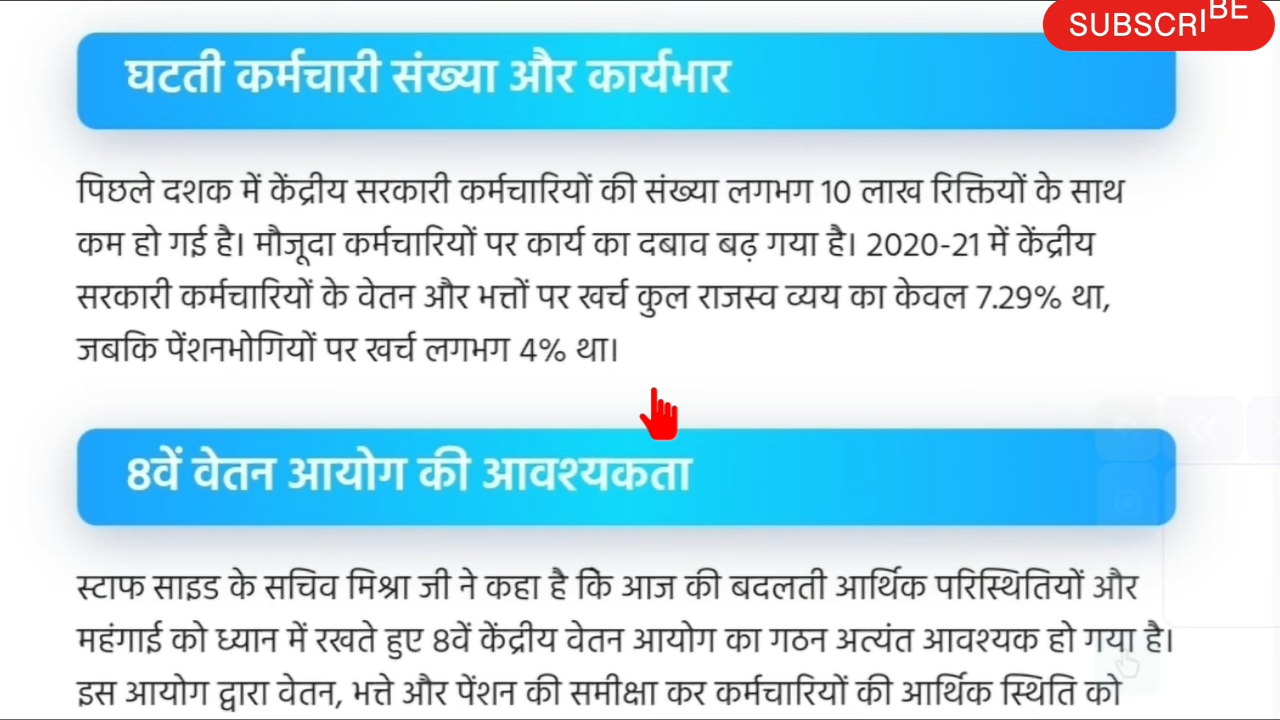 SUBSCRIBE
घटती कर्मचारी संख्या और कार्यभार
पिछले दशक में केंद्रीय सरकारी कर्मचारियों की संख्या लगभग 10 लाख रिक्तियों के साथ
कम हो गई है। मौजूदा कर्मचारियों पर कार्य का दबाव बढ़ गया है। 2020-21 में केंद्रीय
सरकारी कर्मचारियों के वेतन और भत्तों पर खर्च कुल राजस्व व्यय का केवल 7.29% था,
जबकि पेंशनभोगियों पर खर्च लगभग 4% था।
8वें वेतन आयोग की आवश्यकता
स्टाफ साइड के सचिव मिश्रा जी ने कहा है कि आज की बदलती आर्थिक परिस्थितियों और
महंगाई को ध्यान में रखते हुए 8वें केंद्रीय वेतन आयोग का गठन अत्यंत आवश्यक हो गया है।
इस आयोग द्वारा वेतन, भत्ते और पेंशन की समीक्षा कर कर्मचारियों की आर्थिक स्थिति को